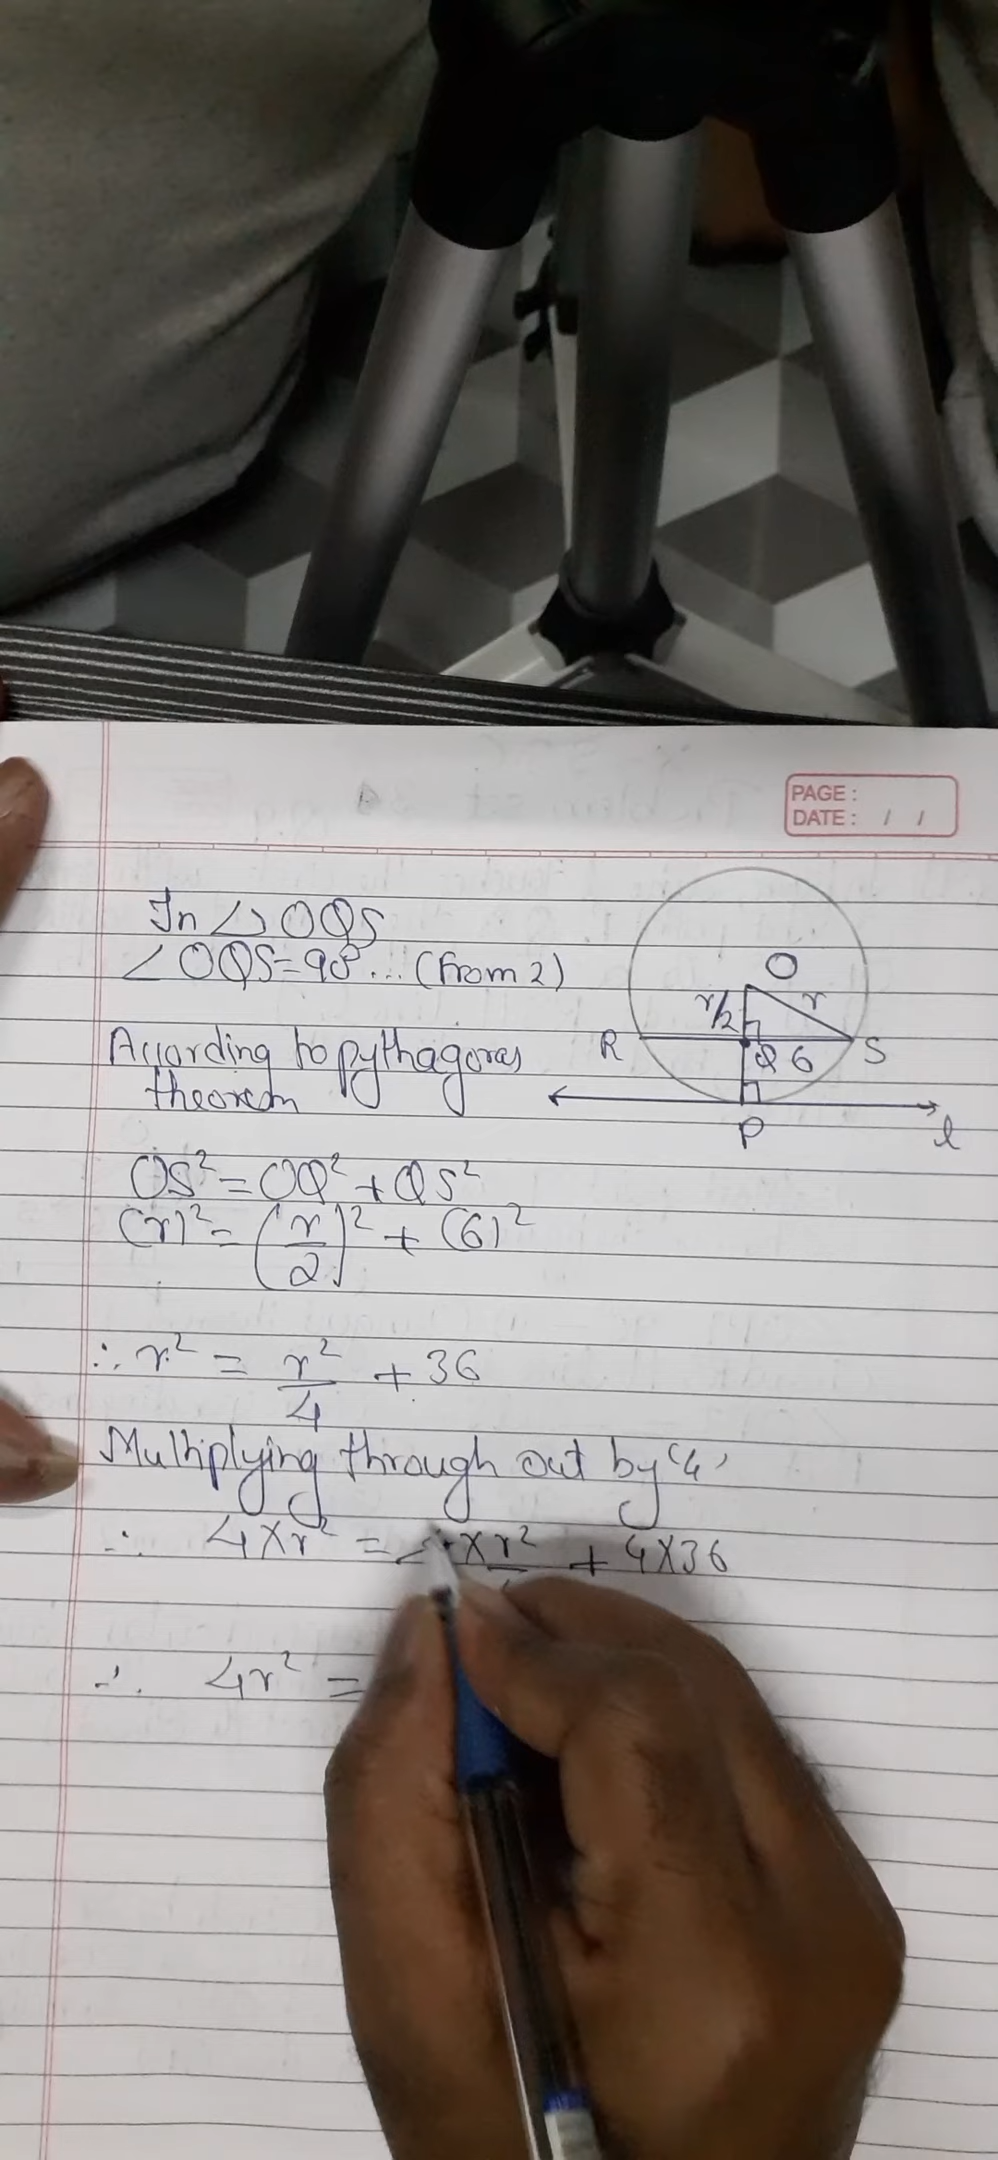 PAGE :
DATE : / /
In △OQS
∠OQS=90°... (From 2)
According to pythagoras
theorem
O
r/2 r
R Q 6 S
P l
OS² = OQ² + QS²
(r)² = (r/2)² + (6)²
∴ r² = r²/4 + 36
Multiplying through out by '4'
∴ 4×r² = 4×r² + 4×36
∴ 4r² =